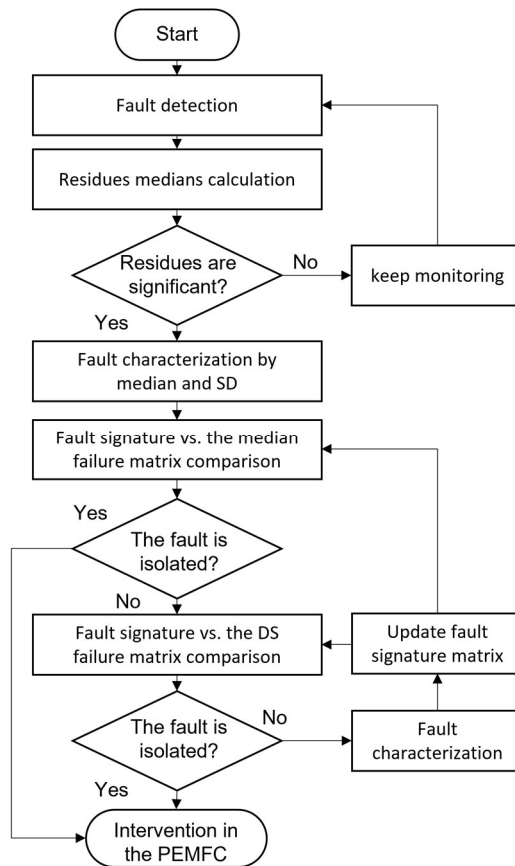 Start
Fault detection
Residues medians calculation
Residues are
significant?
No
keep monitoring
Yes
Fault characterization by
median and SD
Fault signature vs. the median
failure matrix comparison
Yes
The fault is
isolated?
No
Fault signature vs. the DS
failure matrix comparison
Update fault
signature matrix
The fault is
isolated?
No
Fault
characterization
Yes
Intervention in
the PEMFC